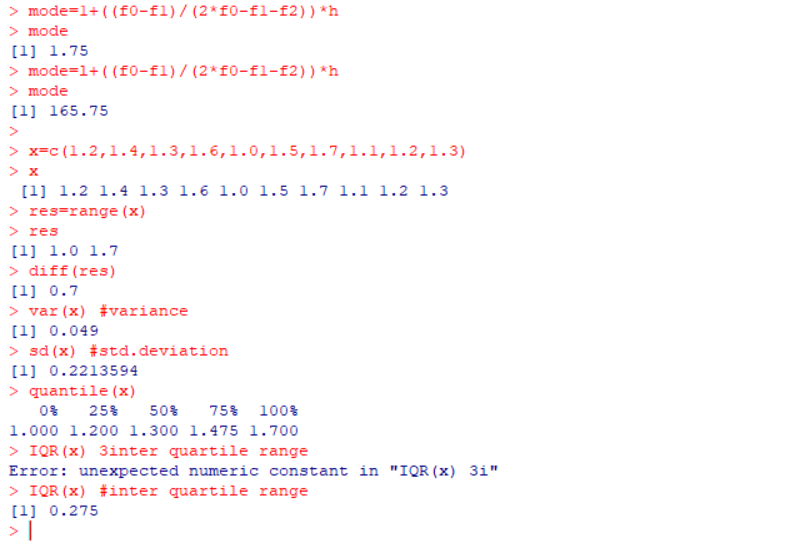 > mode=l+((f0-f1)/(2*f0-f1-f2))*h
> mode
[1] 1.75
> mode=l+((f0-f1)/(2*f0-f1-f2))*h
> mode
[1] 165.75
>
> x=c(1.2,1.4,1.3,1.6,1.0,1.5,1.7,1.1,1.2,1.3)
> x
 [1] 1.2 1.4 1.3 1.6 1.0 1.5 1.7 1.1 1.2 1.3
> res=range(x)
> res
[1] 1.0 1.7
> diff(res)
[1] 0.7
> var(x) #variance
[1] 0.049
> sd(x) #std.deviation
[1] 0.2213594
> quantile(x)
   0%   25%   50%   75%  100%
1.000 1.200 1.300 1.475 1.700
> IQR(x) 3inter quartile range
Error: unexpected numeric constant in "IQR(x) 3i"
> IQR(x) #inter quartile range
[1] 0.275
>